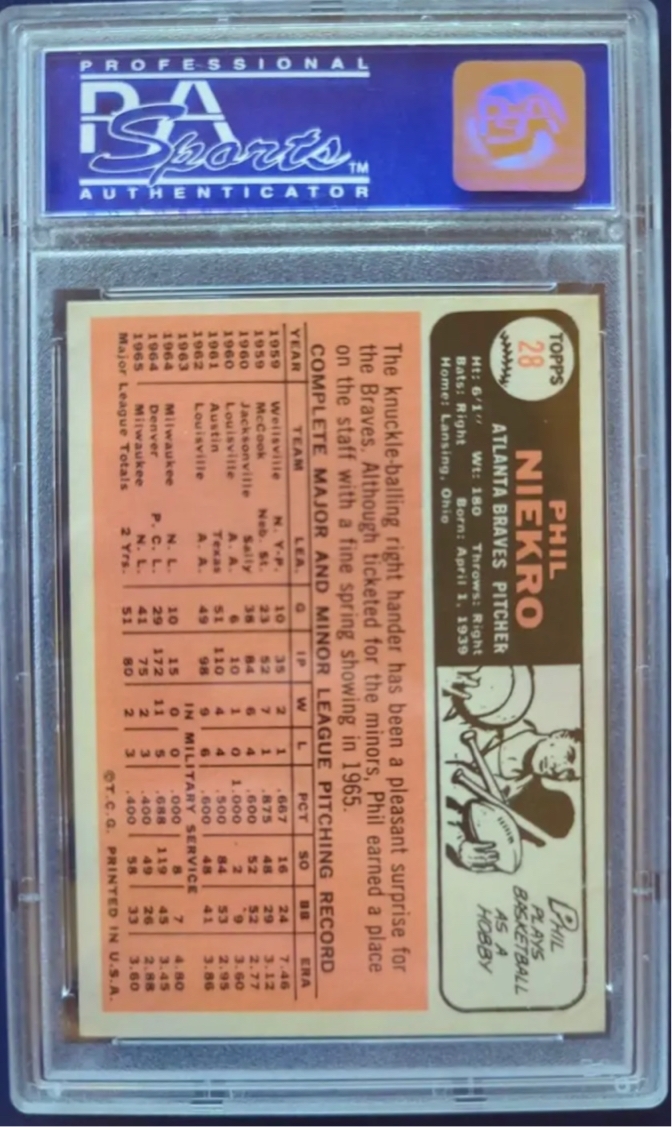 PROFESSIONAL
PSA
Sports™
AUTHENTICATOR
TOPPS
28
PHIL
NIEKRO
ATLANTA BRAVES PITCHER
Ht: 6'1" Wt: 180 Throws: Right
Bats: Right Born: April 1, 1939
Home: Lansing, Ohio
PHIL
PLAYS
BASKETBALL
AS A
HOBBY
The knuckle-balling right hander has been a pleasant surprise for
the Braves. Although ticketed for the minors, Phil earned a place
on the staff with a fine spring showing in 1965.
COMPLETE MAJOR AND MINOR LEAGUE PITCHING RECORD
YEAR TEAM LEA. G IP W L PCT SO BB ERA
1959 Wellsville N. Y-P. 10 35 2 1 .667 16 24 7.46
1959 McCook Neb. St. 23 52 7 1 .875 48 29 3.12
1960 Jacksonville Sally 38 84 6 4 .600 52 52 2.77
1960 Louisville A. A. 6 10 1 0 1.000 2 9 3.60
1961 Austin Texas 51 110 4 4 .500 84 53 2.95
1962 Louisville A. A. 49 98 9 6 .600 48 41 3.86
1963 IN MILITARY SERVICE
1964 Milwaukee N. L. 10 15 0 0 .000 8 7 4.80
1964 Denver P. C. L. 29 172 11 5 .688 119 45 3.45
1965 Milwaukee N. L. 41 75 2 3 .400 49 26 2.88
Major League Totals 2 Yrs. 51 80 2 3 .400 58 33 3.60
©T.C.G. PRINTED IN U.S.A.